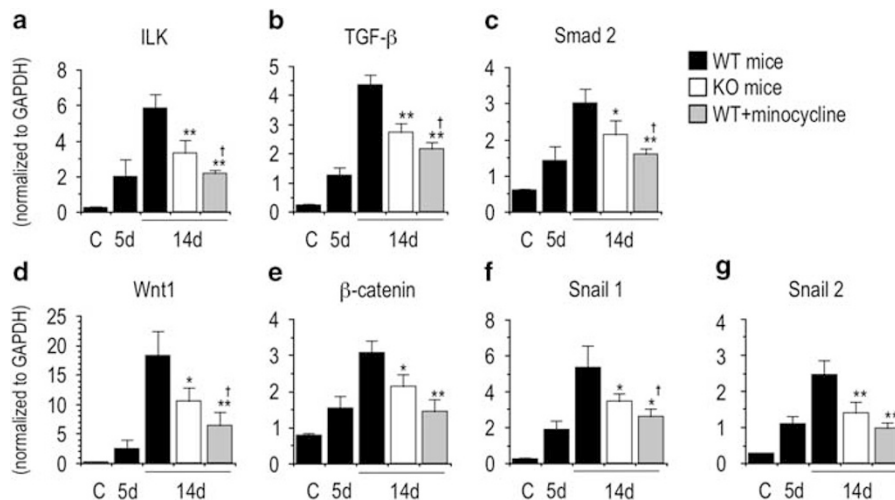 a
ILK
b
TGF-β
c
Smad 2
WT mice
KO mice
WT+minocycline
(normalized to GAPDH)
8
6
4
2
0
**
†
**
C 5d 14d
5
4
3
2
1
0
**
†
**
C 5d 14d
4
3
2
1
0
*
†
**
C 5d 14d
d
Wnt1
e
β-catenin
f
Snail 1
g
Snail 2
(normalized to GAPDH)
25
20
15
10
5
0
*
†
**
C 5d 14d
4
3
2
1
0
*
**
C 5d 14d
8
6
4
2
0
*
†
*
C 5d 14d
4
3
2
1
0
**
**
C 5d 14d